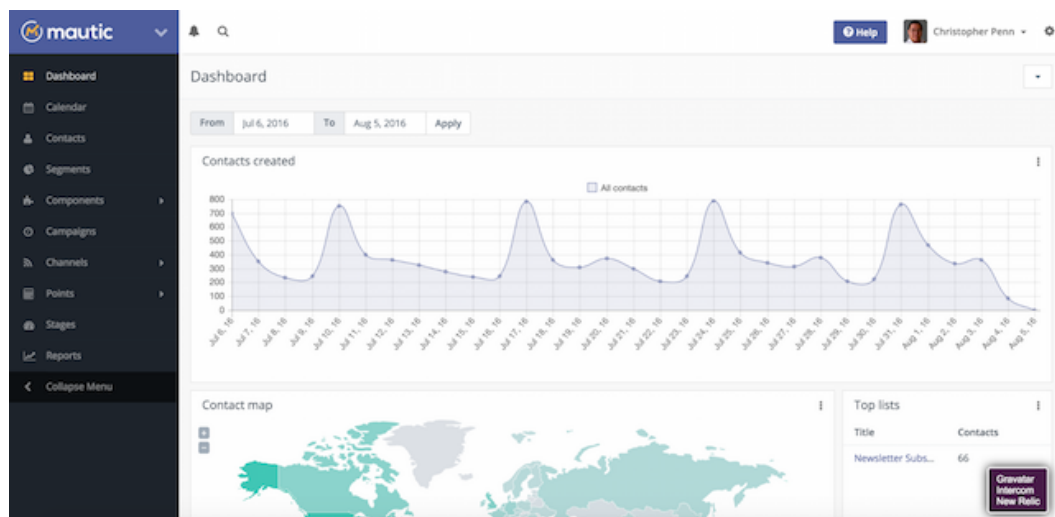 mautic
Help
Christopher Penn
Dashboard
Calendar
Contacts
Segments
Components
Campaigns
Channels
Points
Stages
Reports
Collapse Menu
Dashboard
From Jul 6, 2016 To Aug 5, 2016 Apply
Contacts created
All contacts
800
700
600
500
400
300
200
100
0
Jul 6, 16
Jul 7, 16
Jul 8, 16
Jul 9, 16
Jul 10, 16
Jul 11, 16
Jul 12, 16
Jul 13, 16
Jul 14, 16
Jul 15, 16
Jul 16, 16
Jul 17, 16
Jul 18, 16
Jul 19, 16
Jul 20, 16
Jul 21, 16
Jul 22, 16
Jul 23, 16
Jul 24, 16
Jul 25, 16
Jul 26, 16
Jul 27, 16
Jul 28, 16
Jul 29, 16
Jul 30, 16
Jul 31, 16
Aug 1, 16
Aug 2, 16
Aug 3, 16
Aug 4, 16
Aug 5, 16
Contact map
+
−
Top lists
Title Contacts
Newsletter Subs... 66
Gravatar
Intercom
New Relic